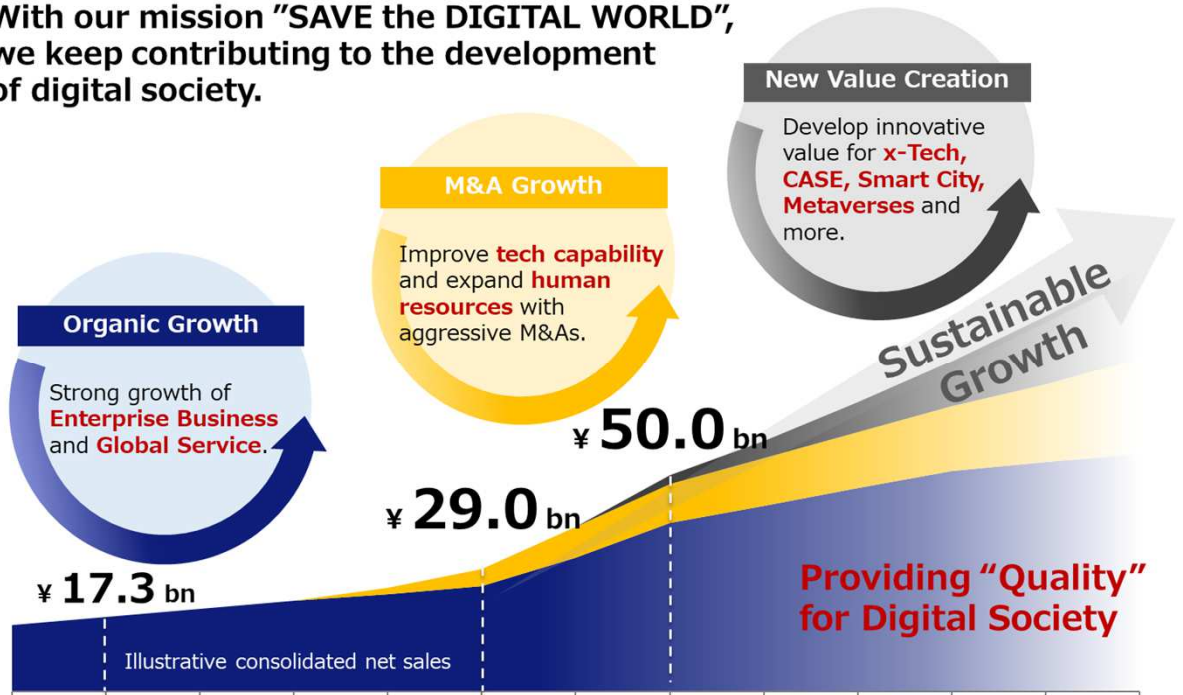 With our mission "SAVE the DIGITAL WORLD",
we keep contributing to the development
of digital society.
New Value Creation
Develop innovative
value for x-Tech,
CASE, Smart City,
Metaverses and
more.
M&A Growth
Improve tech capability
and expand human
resources with
aggressive M&As.
Organic Growth
Strong growth of
Enterprise Business
and Global Service.
Sustainable
Growth
¥ 50.0 bn
¥ 29.0 bn
¥ 17.3 bn
Providing “Quality”
for Digital Society
Illustrative consolidated net sales